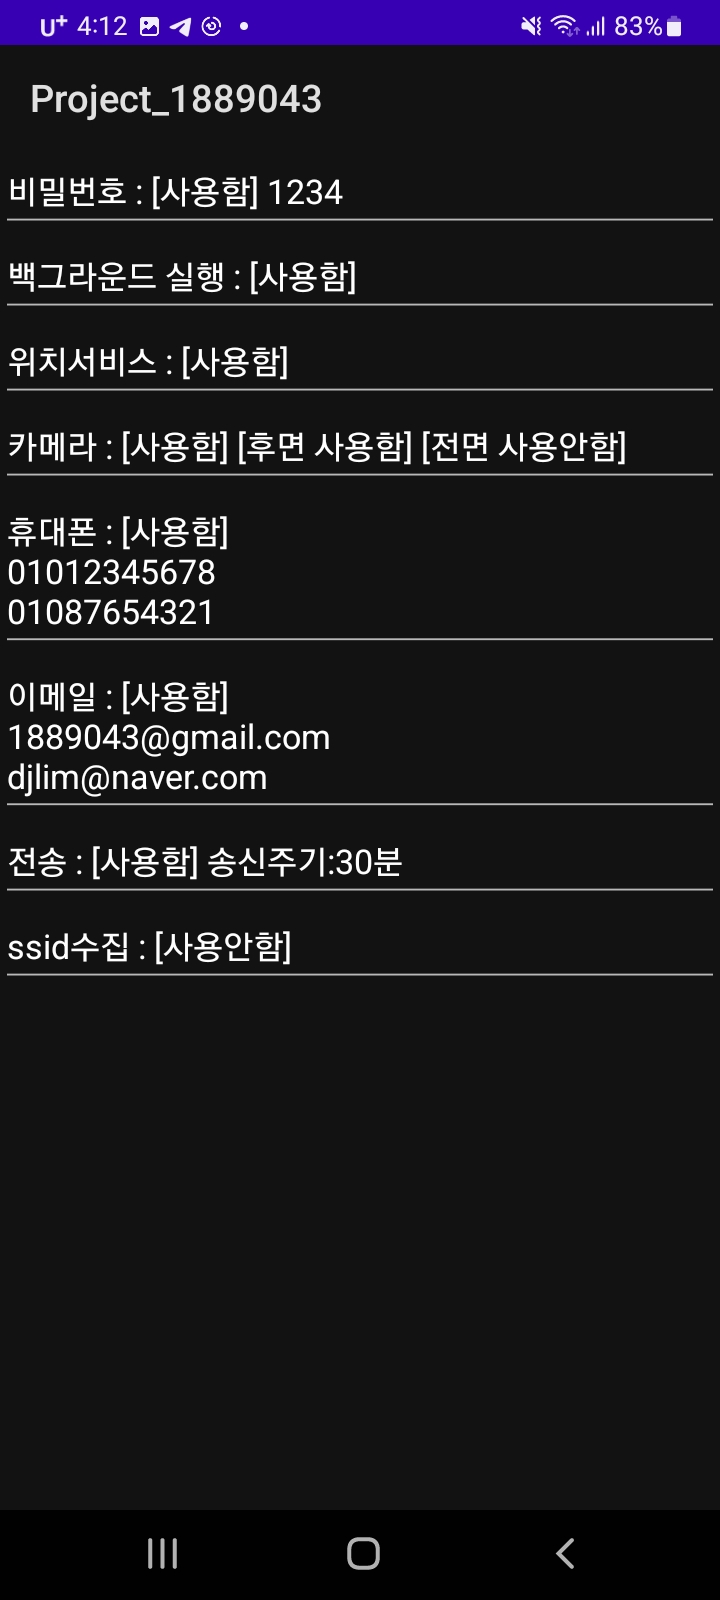 U+ 4:12 83%
Project_1889043
비밀번호 : [사용함] 1234
백그라운드 실행 : [사용함]
위치서비스 : [사용함]
카메라 : [사용함] [후면 사용함] [전면 사용안함]
휴대폰 : [사용함]
01012345678
01087654321
이메일 : [사용함]
1889043@gmail.com
djlim@naver.com
전송 : [사용함] 송신주기:30분
ssid수집 : [사용안함]